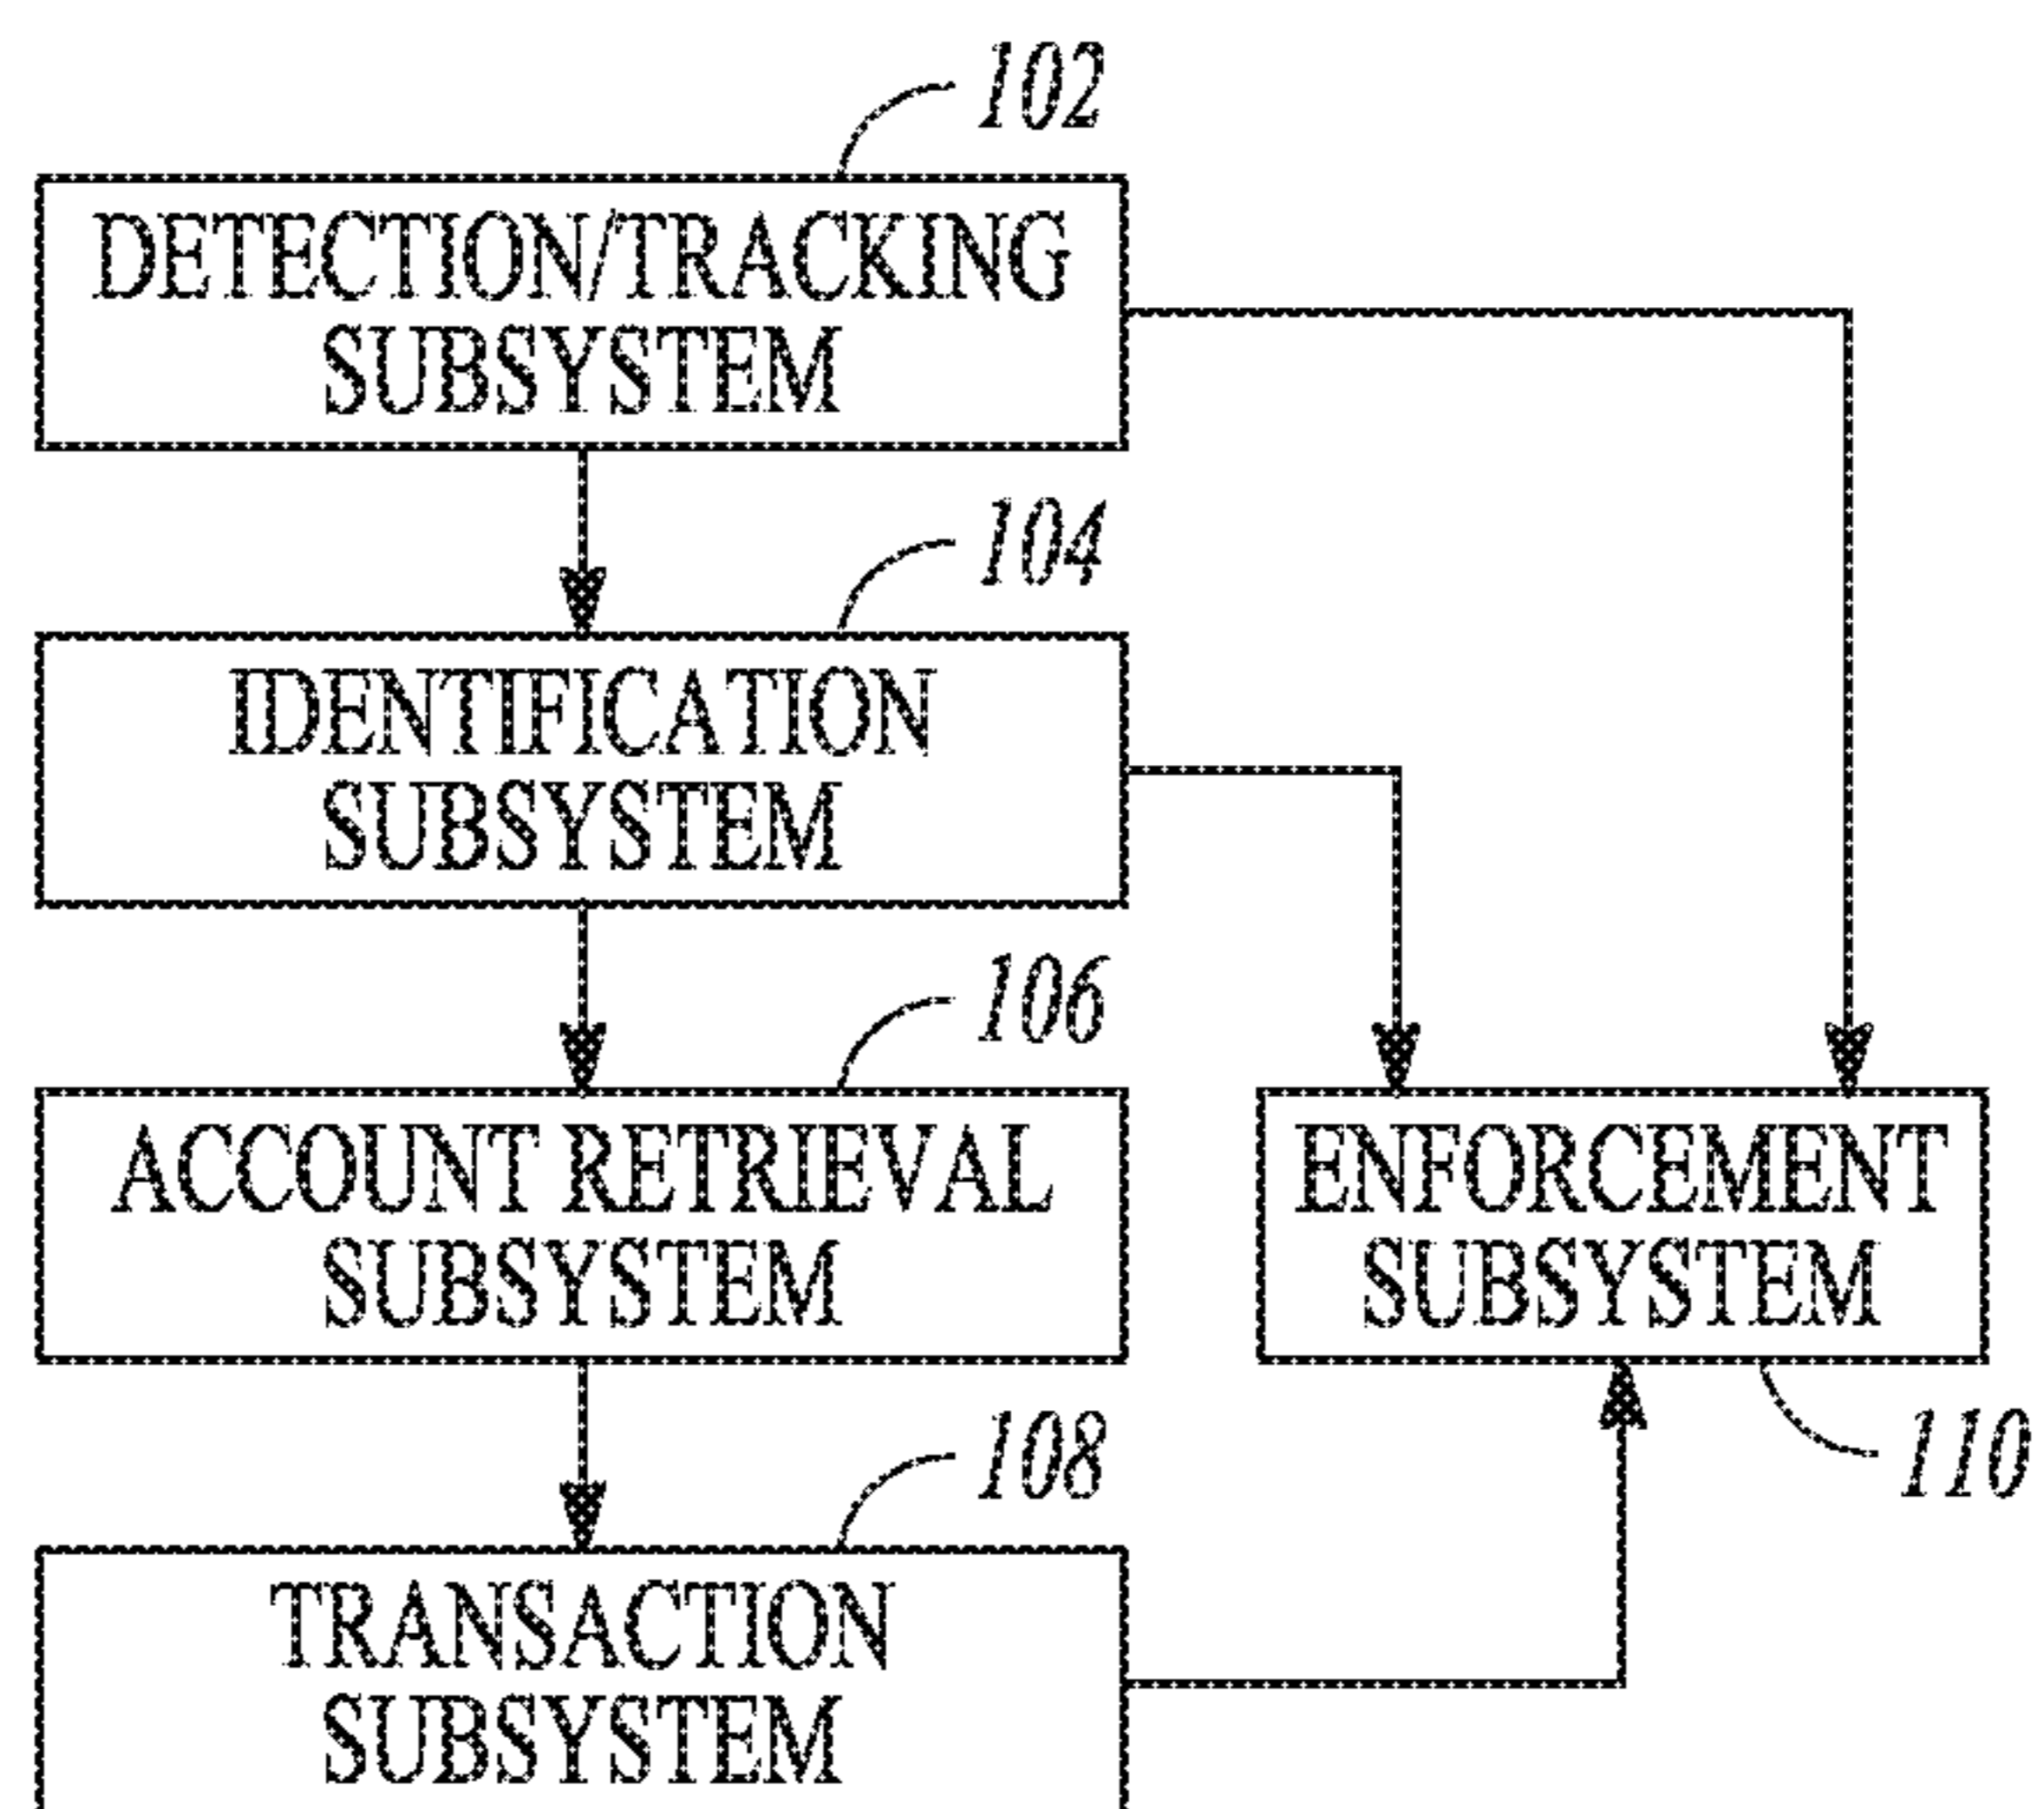 102
DETECTION/TRACKING
SUBSYSTEM
104
IDENTIFICATION
SUBSYSTEM
106
ACCOUNT RETRIEVAL
SUBSYSTEM
ENFORCEMENT
SUBSYSTEM
108
110
TRANSACTION
SUBSYSTEM